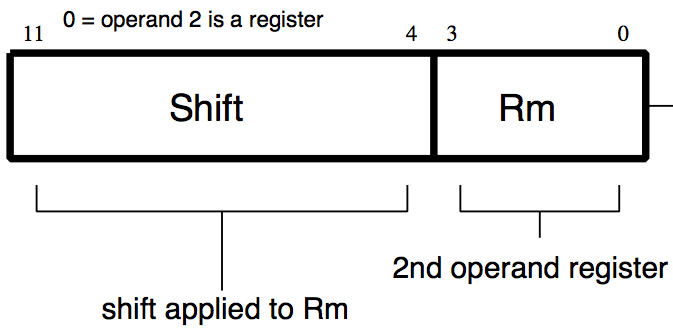 0 = operand 2 is a register
11 4 3 0
Shift Rm
2nd operand register
shift applied to Rm